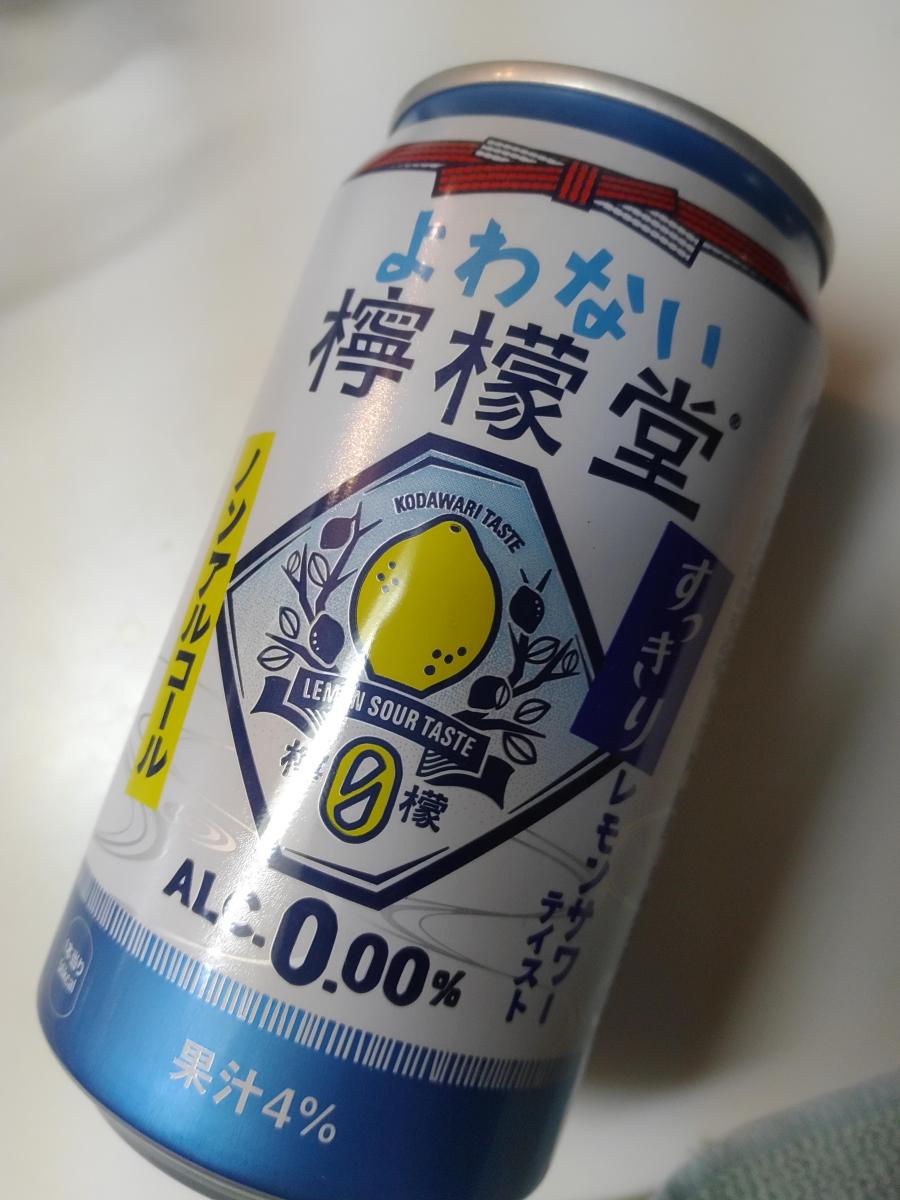 よわない
檸檬堂®
ノンアルコール
KODAWARI TASTE
LEMON SOUR TASTE
檸0檬
すっきり
レモンサワー
テイスト
ALC.0.00%
果汁4%